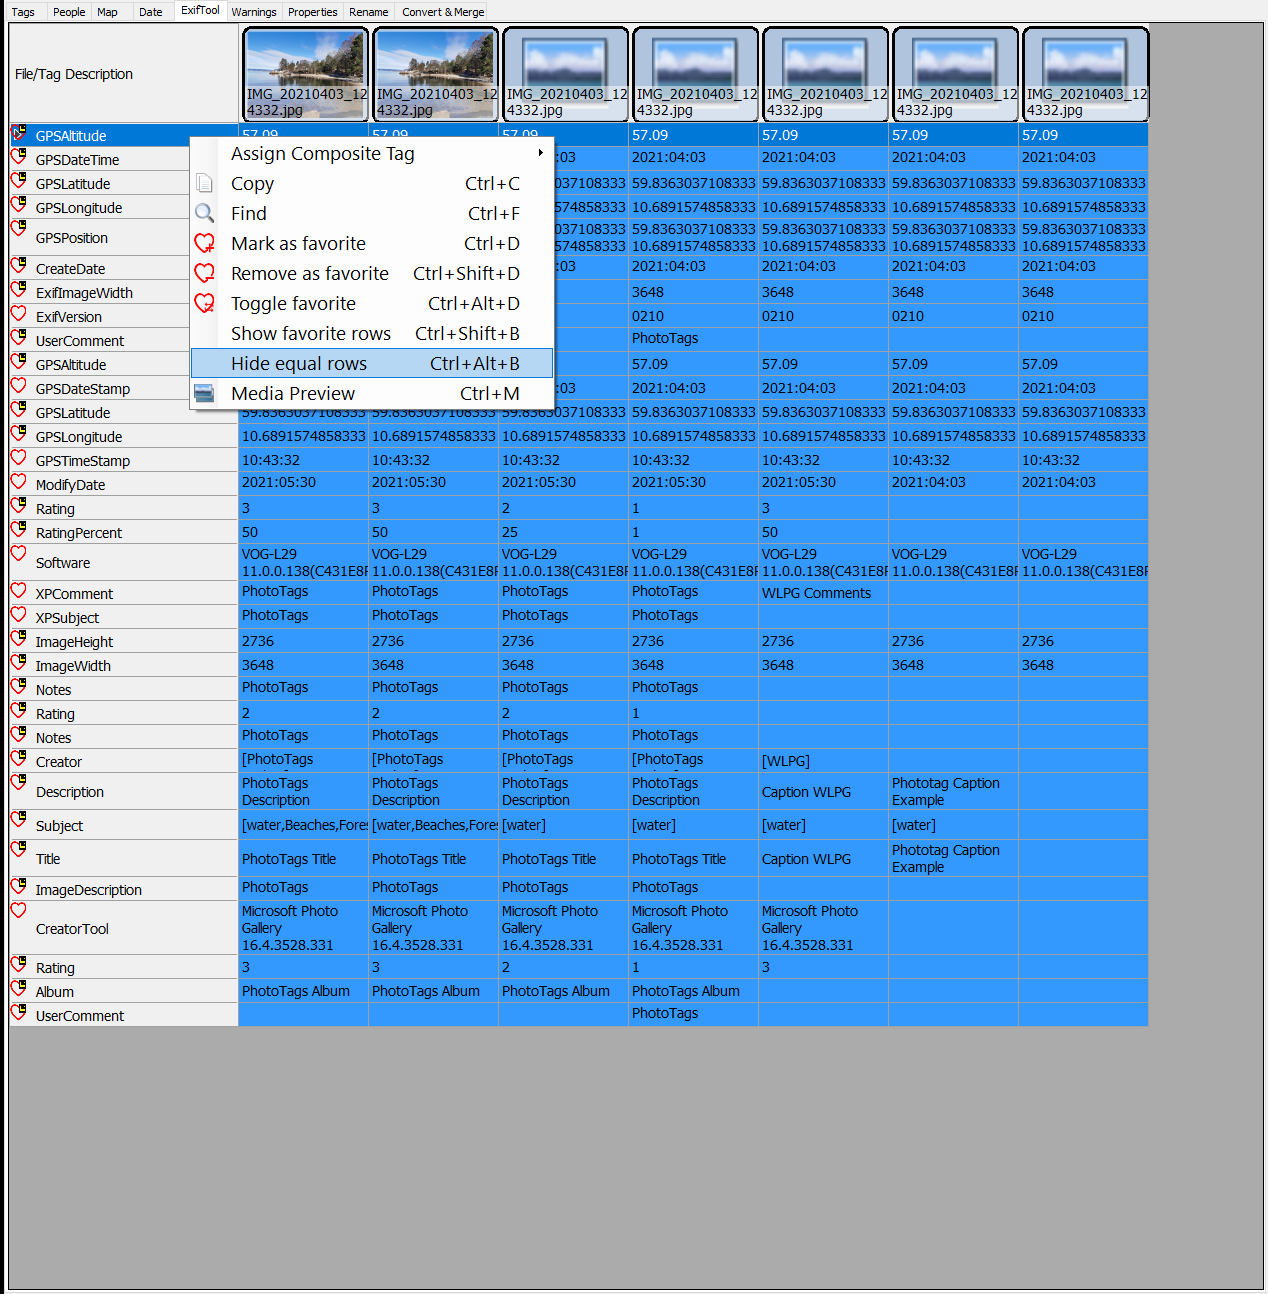 Tags People Map Date ExifTool Warnings Properties Rename Convert & Merge
File/Tag Description
IMG_20210403_12 IMG_20210403_12 IMG_20210403_12 IMG_20210403_12 IMG_20210403_12 IMG_20210403_12 IMG_20210403_12
4332.jpg 4332.jpg 4332.jpg 4332.jpg 4332.jpg 4332.jpg 4332.jpg
GPSAltitude 57.09 57.09 57.09 57.09 57.09 57.09 57.09
Assign Composite Tag
GPSDateTime :03 2021:04:03 2021:04:03 2021:04:03 2021:04:03
Copy Ctrl+C
GPSLatitude 037108333 59.8363037108333 59.8363037108333 59.8363037108333 59.8363037108333
Find Ctrl+F
GPSLongitude 574858333 10.6891574858333 10.6891574858333 10.6891574858333 10.6891574858333
037108333 59.8363037108333 59.8363037108333 59.8363037108333 59.8363037108333
GPSPosition
Mark as favorite Ctrl+D
574858333 10.6891574858333 10.6891574858333 10.6891574858333 10.6891574858333
CreateDate :03 2021:04:03 2021:04:03 2021:04:03 2021:04:03
Remove as favorite Ctrl+Shift+D
ExifImageWidth 3648 3648 3648 3648
Toggle favorite Ctrl+Alt+D
ExifVersion 0210 0210 0210 0210
Show favorite rows Ctrl+Shift+B
UserComment PhotoTags
Hide equal rows Ctrl+Alt+B
GPSAltitude 57.09 57.09 57.09 57.09
GPSDateStamp :03 2021:04:03 2021:04:03 2021:04:03 2021:04:03
Media Preview Ctrl+M
GPSLatitude 59.8363037108333 59.8363037108333 59.8363037108333 59.8363037108333 59.8363037108333 59.8363037108333 59.8363037108333
GPSLongitude 10.6891574858333 10.6891574858333 10.6891574858333 10.6891574858333 10.6891574858333 10.6891574858333 10.6891574858333
GPSTimeStamp 10:43:32 10:43:32 10:43:32 10:43:32 10:43:32 10:43:32 10:43:32
ModifyDate 2021:05:30 2021:05:30 2021:05:30 2021:05:30 2021:05:30 2021:04:03 2021:04:03
Rating 3 3 2 1 3
RatingPercent 50 50 25 1 50
Software VOG-L29 VOG-L29 VOG-L29 VOG-L29 VOG-L29 VOG-L29 VOG-L29
11.0.0.138(C431E8 11.0.0.138(C431E8 11.0.0.138(C431E8 11.0.0.138(C431E8 11.0.0.138(C431E8 11.0.0.138(C431E8 11.0.0.138(C431E8
XPComment PhotoTags PhotoTags PhotoTags PhotoTags WLPG Comments
XPSubject PhotoTags PhotoTags PhotoTags PhotoTags
ImageHeight 2736 2736 2736 2736 2736 2736 2736
ImageWidth 3648 3648 3648 3648 3648 3648 3648
Notes PhotoTags PhotoTags PhotoTags PhotoTags
Rating 2 2 2 1
Notes PhotoTags PhotoTags PhotoTags PhotoTags
Creator [PhotoTags [PhotoTags [PhotoTags [PhotoTags [WLPG]
Description PhotoTags PhotoTags PhotoTags PhotoTags Caption WLPG Phototag Caption
Description Description Description Description Example
Subject [water,Beaches,Fores [water,Beaches,Fores [water] [water] [water] [water]
Title PhotoTags Title PhotoTags Title PhotoTags Title PhotoTags Title Caption WLPG Phototag Caption
Example
ImageDescription PhotoTags PhotoTags PhotoTags PhotoTags
Microsoft Photo Microsoft Photo Microsoft Photo Microsoft Photo Microsoft Photo
CreatorTool Gallery Gallery Gallery Gallery Gallery
16.4.3528.331 16.4.3528.331 16.4.3528.331 16.4.3528.331 16.4.3528.331
Rating 3 3 2 1 3
Album PhotoTags Album PhotoTags Album PhotoTags Album PhotoTags Album
UserComment PhotoTags